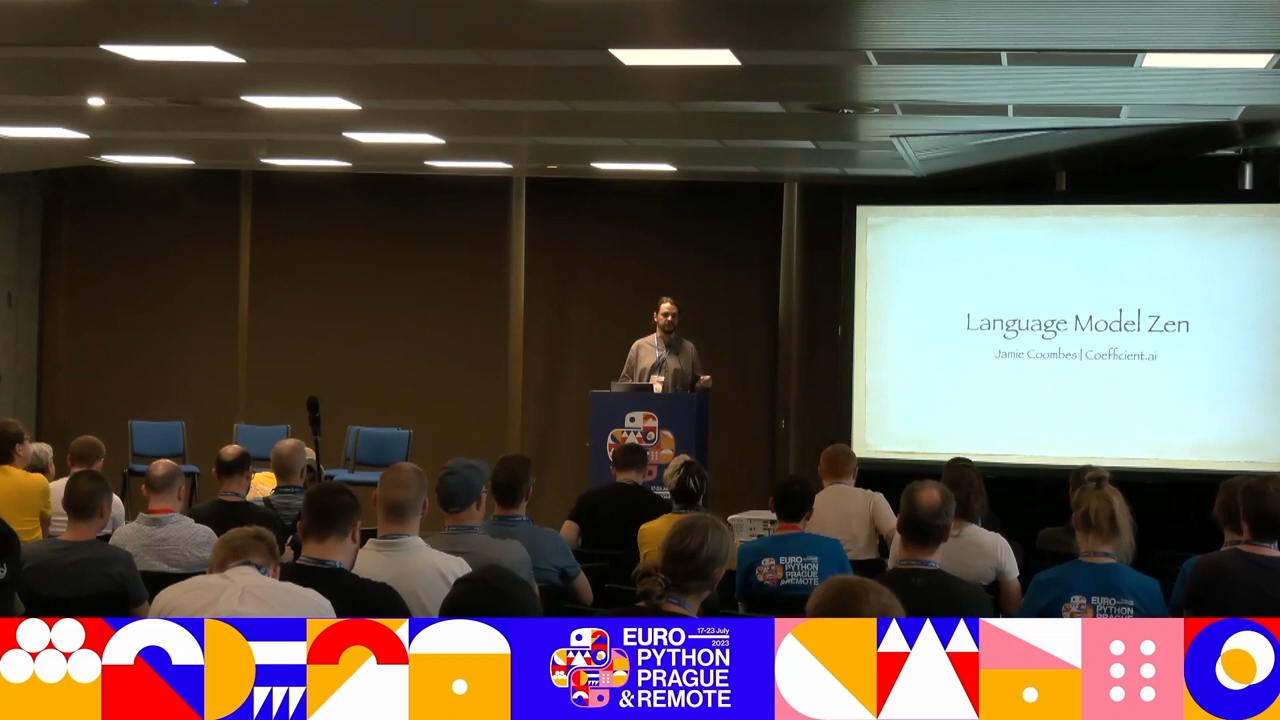 Language Model Zen
Jamie Coombes | Coefficient.ai
EURO
PYTHON
PRAGUE
&REMOTE
EURO
PYTHON
PRAGUE
EURO
17-23 July
2023
PYTHON
PRAGUE
&REMOTE